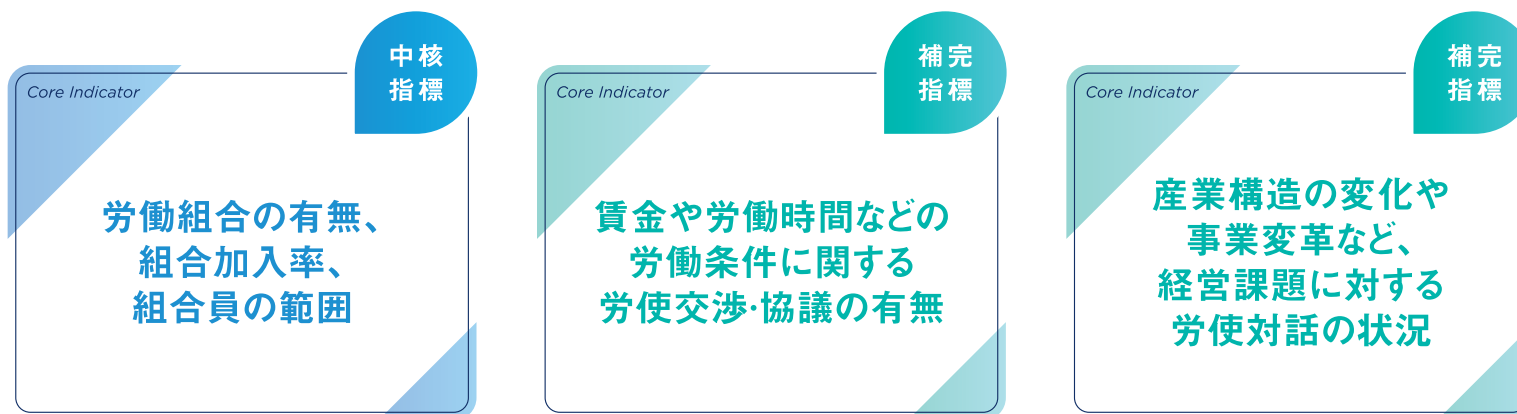 中核
指標
Core Indicator
労働組合の有無、
組合加入率、
組合員の範囲
補完
指標
Core Indicator
賃金や労働時間などの
労働条件に関する
労使交渉・協議の有無
補完
指標
Core Indicator
産業構造の変化や
事業変革など、
経営課題に対する
労使対話の状況